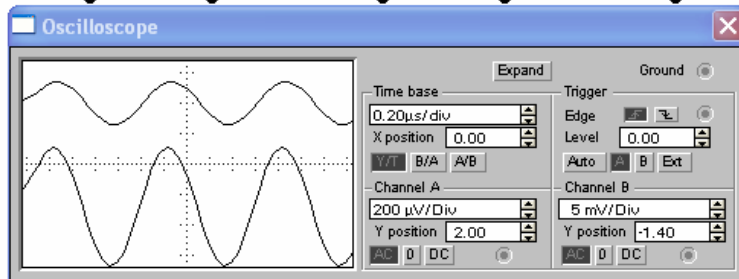 Oscilloscope
Expand
Ground
Time base
0.20µs/div
X position 0.00
Y/T B/A A/B
Trigger
Edge
Level 0.00
Auto A B Ext
Channel A
200 µV/Div
Y position 2.00
AC 0 DC
Channel B
5 mV/Div
Y position -1.40
AC 0 DC